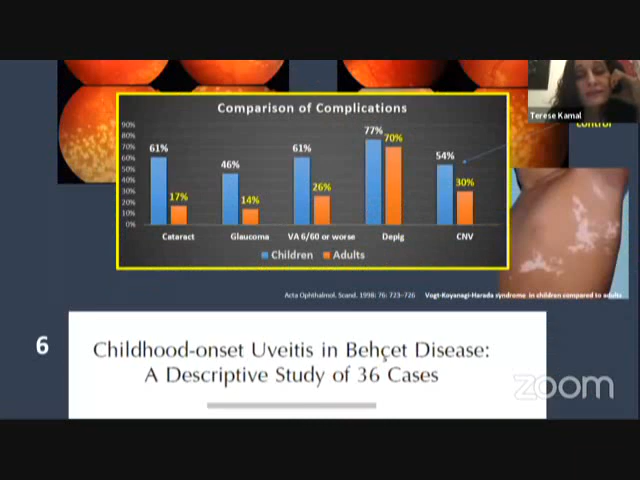 Terese Kamal
control
Comparison of Complications
90%
80%
70%
60%
50%
40%
30%
20%
10%
0%
61%
17%
46%
14%
61%
26%
77%
70%
54%
30%
Cataract
Glaucoma
VA 6/60 or worse
Depig
CNV
Children
Adults
Acta Ophthalmol. Scand. 1998: 76: 723–726
Vogt-Koyanagi-Harada syndrome in children compared to adults
6
Childhood-onset Uveitis in Behçet Disease:
A Descriptive Study of 36 Cases
zoom